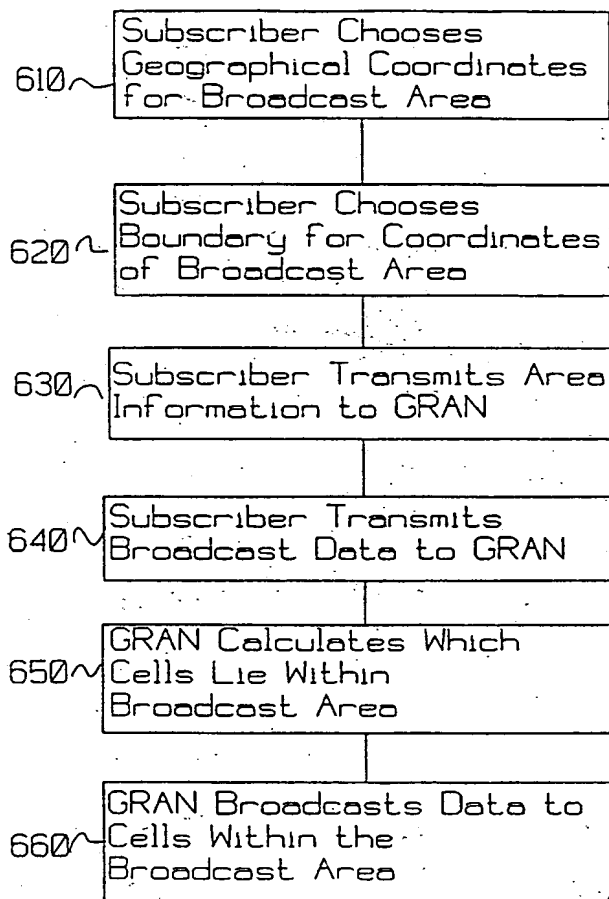 610
Subscriber Chooses
Geographical Coordinates
for Broadcast Area
620
Subscriber Chooses
Boundary for Coordinates
of Broadcast Area
630
Subscriber Transmits Area
Information to GRAN
640
Subscriber Transmits
Broadcast Data to GRAN
650
GRAN Calculates Which
Cells Lie Within
Broadcast Area
660
GRAN Broadcasts Data to
Cells Within the
Broadcast Area